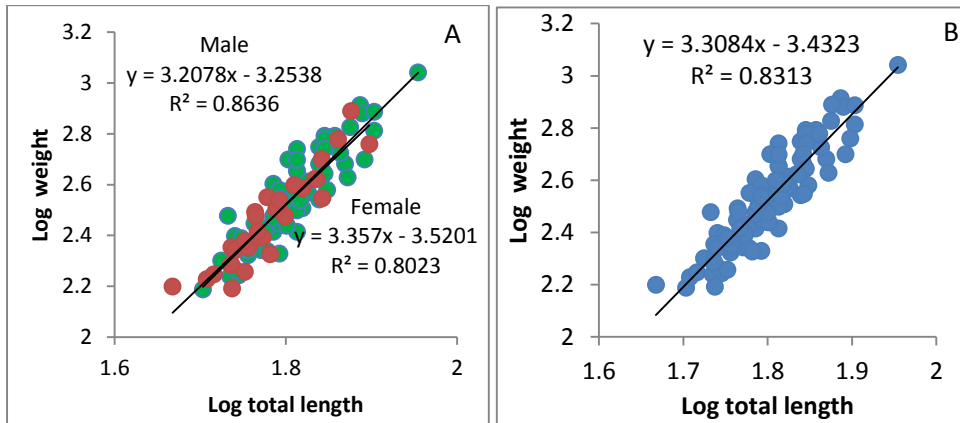 A
Male
y = 3.2078x - 3.2538
R² = 0.8636
Female
y = 3.357x - 3.5201
R² = 0.8023
Log weight
3.2
3
2.8
2.6
2.4
2.2
2
1.6
1.8
2
Log total length
B
y = 3.3084x - 3.4323
R² = 0.8313
Log weight
3.2
3
2.8
2.6
2.4
2.2
2
1.6
1.7
1.8
1.9
2
Log total length